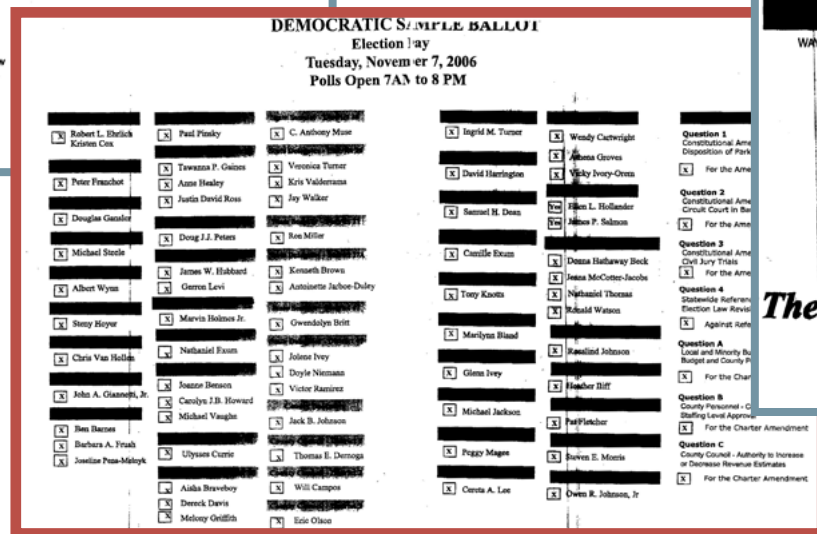 DEMOCRATIC SAMPLE BALLOT
Election Day
Tuesday, November 7, 2006
Polls Open 7AM to 8 PM
X Robert L. Ehrlich
Kristen Cox
X Peter Franchot
X Douglas Gansler
X Michael Steele
X Albert Wynn
X Steny Hoyer
X Chris Van Hollen
X John A. Giannetti, Jr.
X Ben Barnes
X Barbara A. Frush
X Joseline Pena-Melnyk
X Paul Pinsky
X Tawanna P. Gaines
X Anne Healey
X Justin David Ross
X Doug J.J. Peters
X James W. Hubbard
X Gerron Levi
X Marvin Holmes Jr.
X Nathaniel Exum
X Joanne Benson
X Carolyn J.B. Howard
X Michael Vaughn
X Ulysses Currie
X Aisha Braveboy
X Dereck Davis
X Melony Griffith
X C. Anthony Muse
X Veronica Turner
X Kris Valderrama
X Jay Walker
X Ron Miller
X Kenneth Brown
X Antoinette Jarboe-Duley
X Gwendolyn Britt
X Jolene Ivey
X Doyle Niemann
X Victor Ramirez
X Jack B. Johnson
X Thomas E. Dernoga
X Will Campos
X Eric Olson
X Ingrid M. Turner
X David Harrington
X Samuel H. Dean
X Camille Exum
X Tony Knotts
X Marilynn Bland
X Glenn Ivey
X Michael Jackson
X Peggy Magee
X Cereta A. Lee
X Wendy Cartwright
X Athena Groves
X Vicky Ivory-Orem
Yes Ellen L. Hollander
Yes James P. Salmon
X Donna Hathaway Beck
X Jeana McCotter-Jacobs
X Nathaniel Thomas
X Ronald Watson
X Rosalind Johnson
X Heather Iliff
X Pat Fletcher
X Steven E. Morris
X Owen R. Johnson, Jr
Question 1
Constitutional Ame
Disposition of Park
X For the Ame
Question 2
Constitutional Ame
Circuit Court in Ba
X For the Ame
Question 3
Constitutional Ame
Civil Jury Trials
X For the Ame
Question 4
Statewide Referen
Election Law Revis
X Against Refe
Question A
Local and Minority Bu
Budget and County P
X For the Char
Question B
County Personnel - C
Staffing Level Approva
X For the Charter Amendment
Question C
County Council - Authority to Increase
or Decrease Revenue Estimates
X For the Charter Amendment
WAY
The